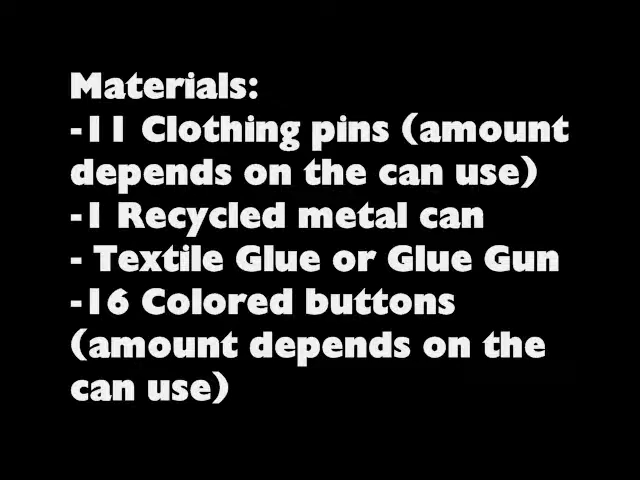 Materials:
-11 Clothing pins (amount
depends on the can use)
-1 Recycled metal can
- Textile Glue or Glue Gun
-16 Colored buttons
(amount depends on the
can use)